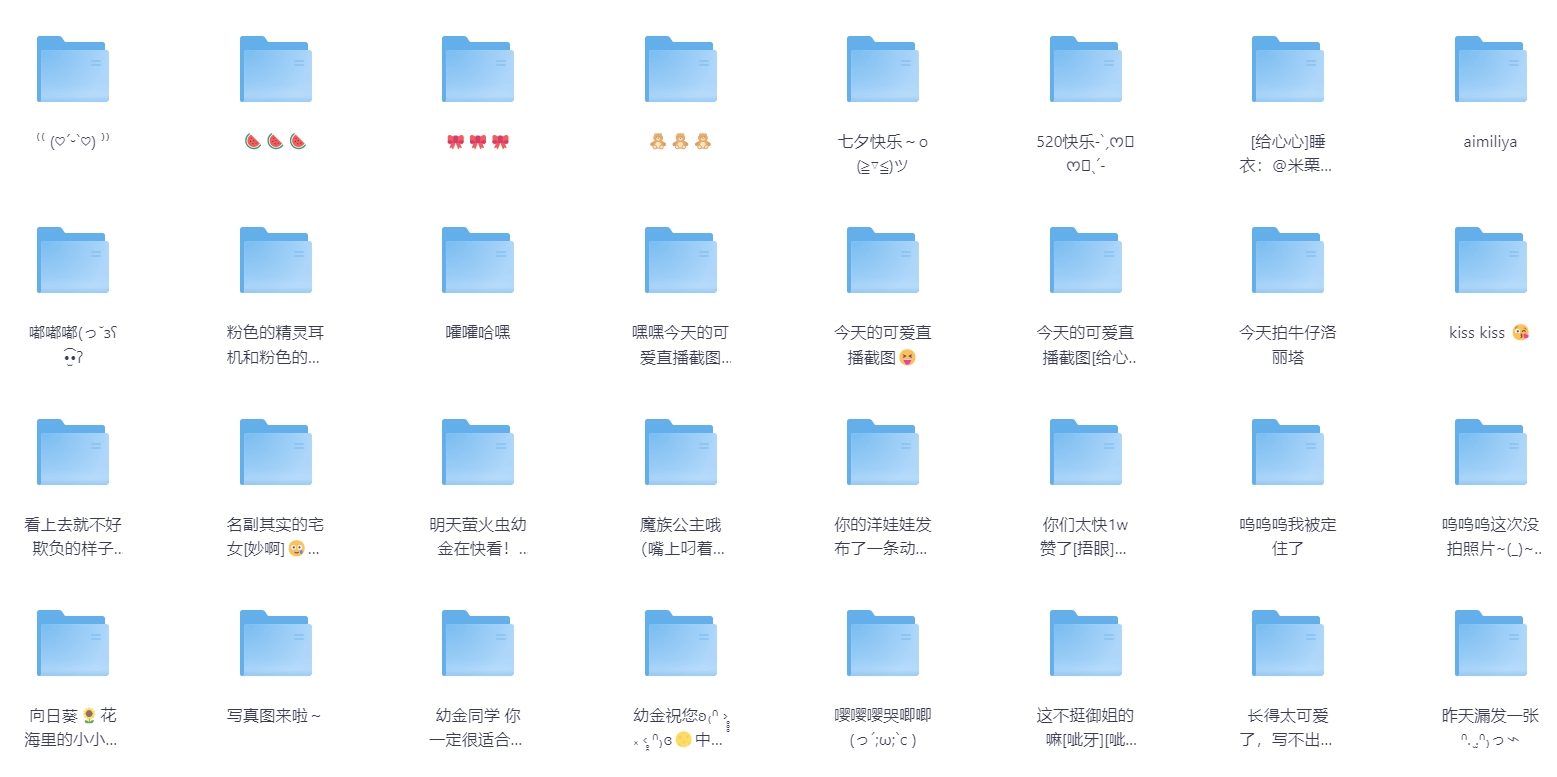 ⁽⁽ (♡´ᵕ`♡) ⁾⁾
🍉🍉🍉
🎀🎀🎀
🧸🧸🧸
七夕快乐～o
(≧▽≦)ツ
520快乐-`ˏ
ˎ´-
[给心心]睡
衣：@米栗...
aimiliya
嘟嘟嘟(っ˘з
粉色的精灵耳
机和粉色的...
嚯嚯哈嘿
嘿嘿今天的可
爱直播截图...
今天的可爱直
播截图😝
今天的可爱直
播截图[给心..
今天拍牛仔洛
丽塔
kiss kiss 😘
看上去就不好
欺负的样子..
名副其实的宅
女[妙啊]...
明天萤火虫幼
金在快看！..
魔族公主哦
（嘴上叼着...
你的洋娃娃发
布了一条动...
你们太快1w
赞了[捂眼]...
呜呜呜我被定
住了
呜呜呜这次没
拍照片~(_)~..
向日葵🌻花
海里的小小...
写真图来啦～
幼金同学 你
一定很适合...
幼金祝您
🌕中...
嘤嘤嘤哭唧唧
(っ´;ω;`c )
这不挺御姐的
嘛[呲牙][呲...
长得太可爱
了，写不出...
昨天漏发一张